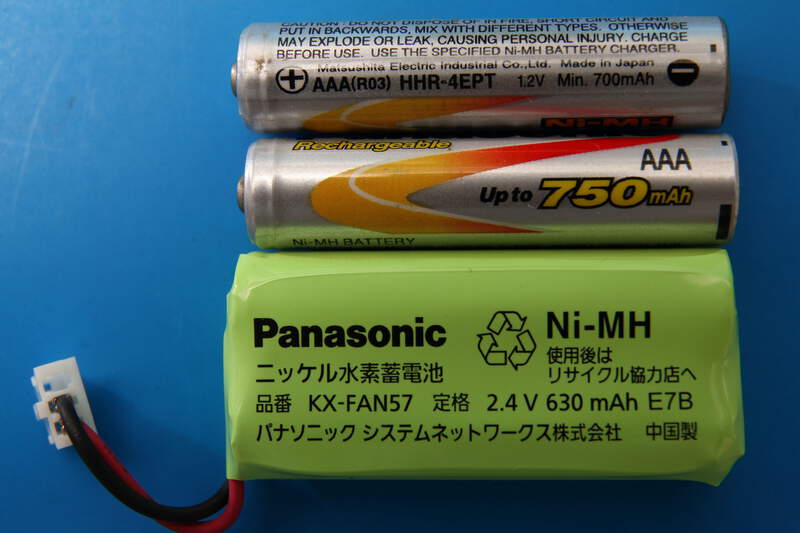 CAUTION: DO NOT DISPOSE OF IN FIRE, SHORT CIRCUIT AND
PUT IN BACKWARDS, MIX WITH DIFFERENT TYPES. OTHERWISE
MAY EXPLODE OR LEAK, CAUSING PERSONAL INJURY. CHARGE
BEFORE USE. USE THE SPECIFIED Ni-MH BATTERY CHARGER.
Matsushita Electric Industrial Co.,Ltd. Made in Japan
+ AAA(R03) HHR-4EPT 1.2V Min. 700mAh −
Ni-MH
Rechargeable
AAA
Up to 750mAh
Ni-MH BATTERY
Panasonic
Ni-MH
使用後は
リサイクル協力店へ
ニッケル水素蓄電池
品番 KX-FAN57 定格 2.4 V 630 mAh E7B
パナソニック システムネットワークス株式会社 中国製